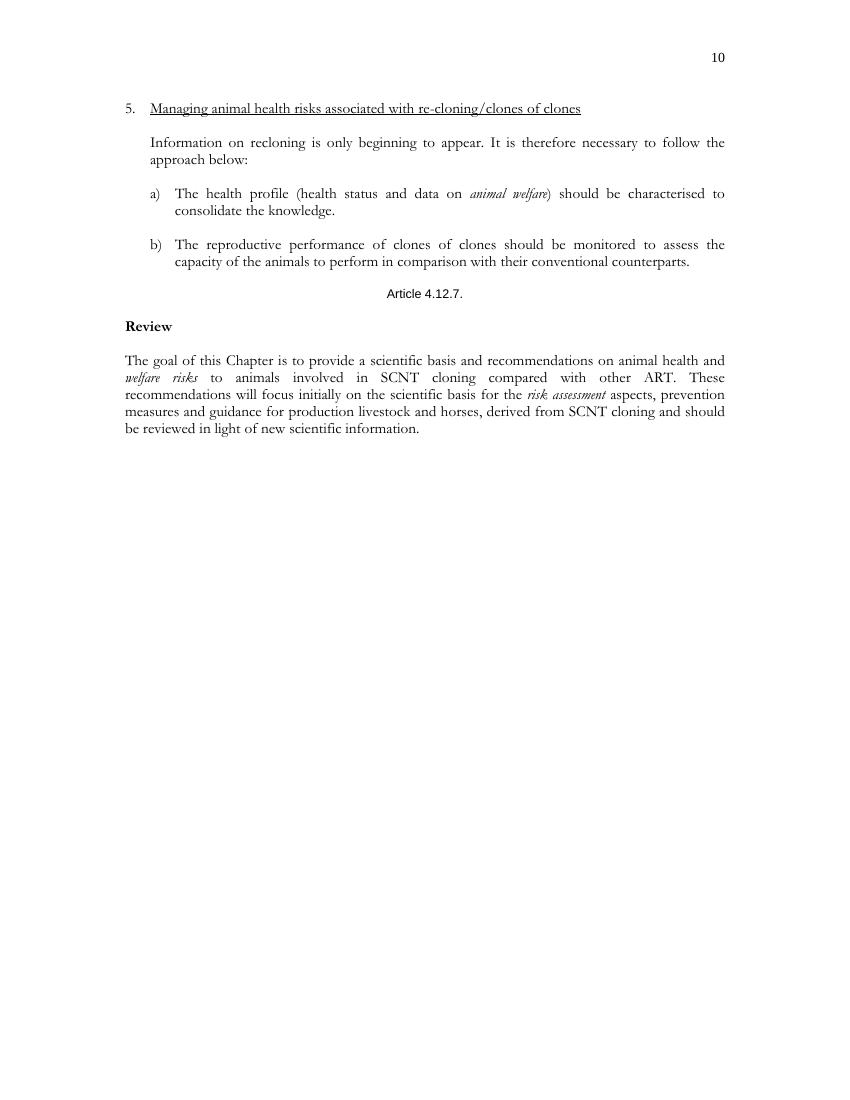 10
5. Managing animal health risks associated with re-cloning/clones of clones
Information on recloning is only beginning to appear. It is therefore necessary to follow the
approach below:
a) The health profile (health status and data on animal welfare) should be characterised to
consolidate the knowledge.
b) The reproductive performance of clones of clones should be monitored to assess the
capacity of the animals to perform in comparison with their conventional counterparts.
Article 4.12.7.
Review
The goal of this Chapter is to provide a scientific basis and recommendations on animal health and
welfare risks to animals involved in SCNT cloning compared with other ART. These
recommendations will focus initially on the scientific basis for the risk assessment aspects, prevention
measures and guidance for production livestock and horses, derived from SCNT cloning and should
be reviewed in light of new scientific information.